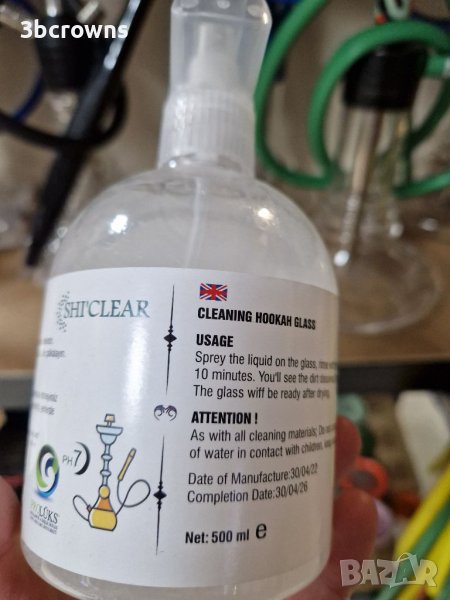 3bcrowns
SHI'CLEAR
PH 7
CLEANING HOOKAH GLASS
USAGE
Sprey the liquid on the glass,
10 minutes. You'll see the dirt
The glass wiff be ready after drying.
ATTENTION !
As with all cleaning materials; Do
of water in contact with children,
Date of Manufacture:30/04/22
Completion Date:30/04/26
Net: 500 ml e
BAZAR